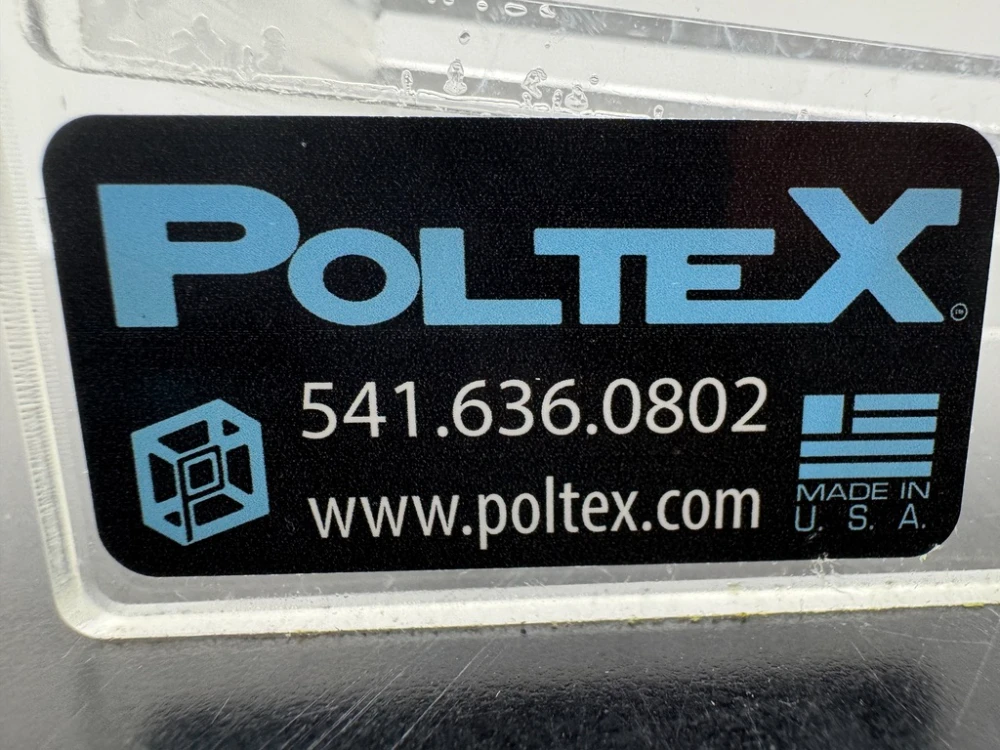 POLTEX
541.636.0802
www.poltex.com
MADE IN
U. S. A.